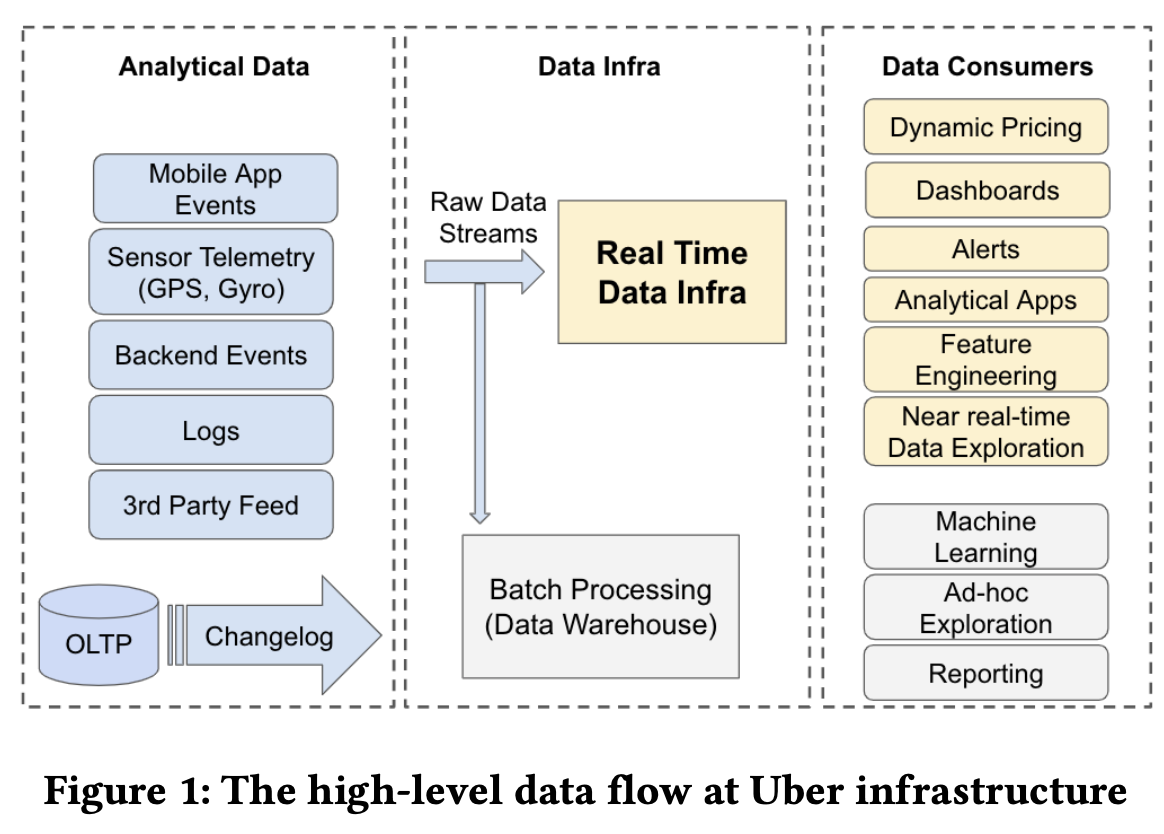 Analytical Data
Mobile App
Events
Sensor Telemetry
(GPS, Gyro)
Backend Events
Logs
3rd Party Feed
OLTP
Changelog
Data Infra
Raw Data
Streams
Real Time
Data Infra
Batch Processing
(Data Warehouse)
Data Consumers
Dynamic Pricing
Dashboards
Alerts
Analytical Apps
Feature
Engineering
Near real-time
Data Exploration
Machine
Learning
Ad-hoc
Exploration
Reporting
Figure 1: The high-level data flow at Uber infrastructure